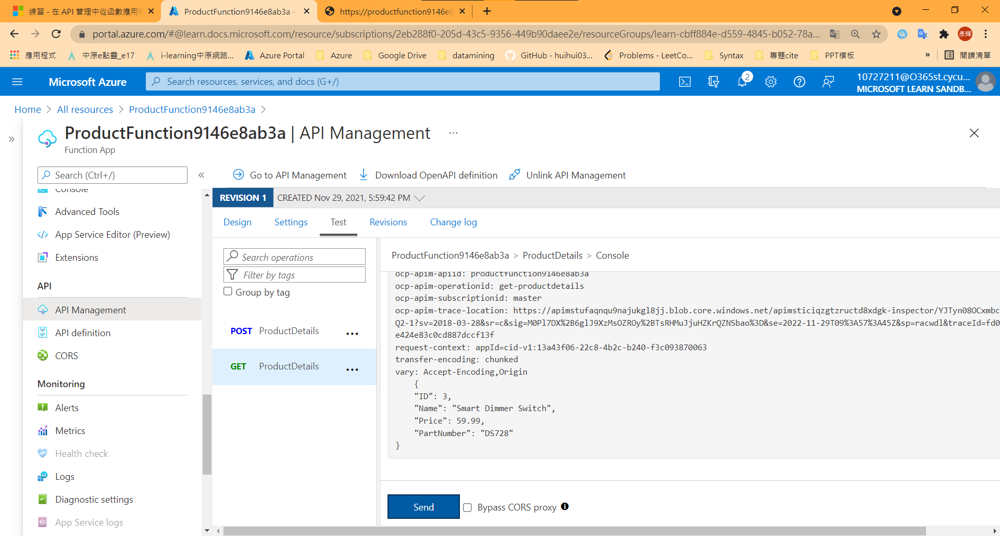 練習 - 在 API 管理中從函數應用程
ProductFunction9146e8ab3a -
https://productfunction9146e8
portal.azure.com/#@learn.docs.microsoft.com/resource/subscriptions/2eb288f0-205d-43c5-9356-449b90daee2e/resourceGroups/learn-cbff884e-d559-4845-b052-78a...
彥輝
應用程式
中原e點靈_e17
i-learning中原網路...
Azure Portal
Azure
Google Drive
datamining
GitHub - huihui03...
Problems - LeetCo...
Syntax
專題cite
PPT模板
»
閱讀清單
Microsoft Azure
Search resources, services, and docs (G+/)
2
10727211@O365st.cycu...
MICROSOFT LEARN SANDB...
Home > All resources > ProductFunction9146e8ab3a >
ProductFunction9146e8ab3a | API Management ...
Function App
Search (Ctrl+/)
Go to API Management
Download OpenAPI definition
Unlink API Management
Console
Advanced Tools
App Service Editor (Preview)
Extensions
API
API Management
API definition
CORS
Monitoring
Alerts
Metrics
Health check
Logs
Diagnostic settings
App Service logs
REVISION 1
CREATED Nov 29, 2021, 5:59:42 PM
Design
Settings
Test
Revisions
Change log
Search operations
Filter by tags
Group by tag
POST ProductDetails ...
GET ProductDetails ...
ProductFunction9146e8ab3a > ProductDetails > Console
ocp-apim-apiid: productfunction9146e8ab3a
ocp-apim-operationid: get-productdetails
ocp-apim-subscriptionid: master
ocp-apim-trace-location: https://apimstufaqnqu9najukgl8jj.blob.core.windows.net/apimsticiqzgtzructd8xdgk-inspector/YJTyn08OCxmbc
Q2-1?sv=2018-03-28&sr=c&sig=M0Pl7DX%2B6glJ9XzMsOZROy%2BTsRHMuJjuHZKrQZNSbao%3D&se=2022-11-29T09%3A57%3A45Z&sp=racwdl&traceId=fd0
e424e83c0cd887dccf13f
request-context: appId=cid-v1:13a43f06-22c8-4b2c-b240-f3c093870063
transfer-encoding: chunked
vary: Accept-Encoding,Origin
{
"ID": 3,
"Name": "Smart Dimmer Switch",
"Price": 59.99,
"PartNumber": "DS728"
}
Send
Bypass CORS proxy